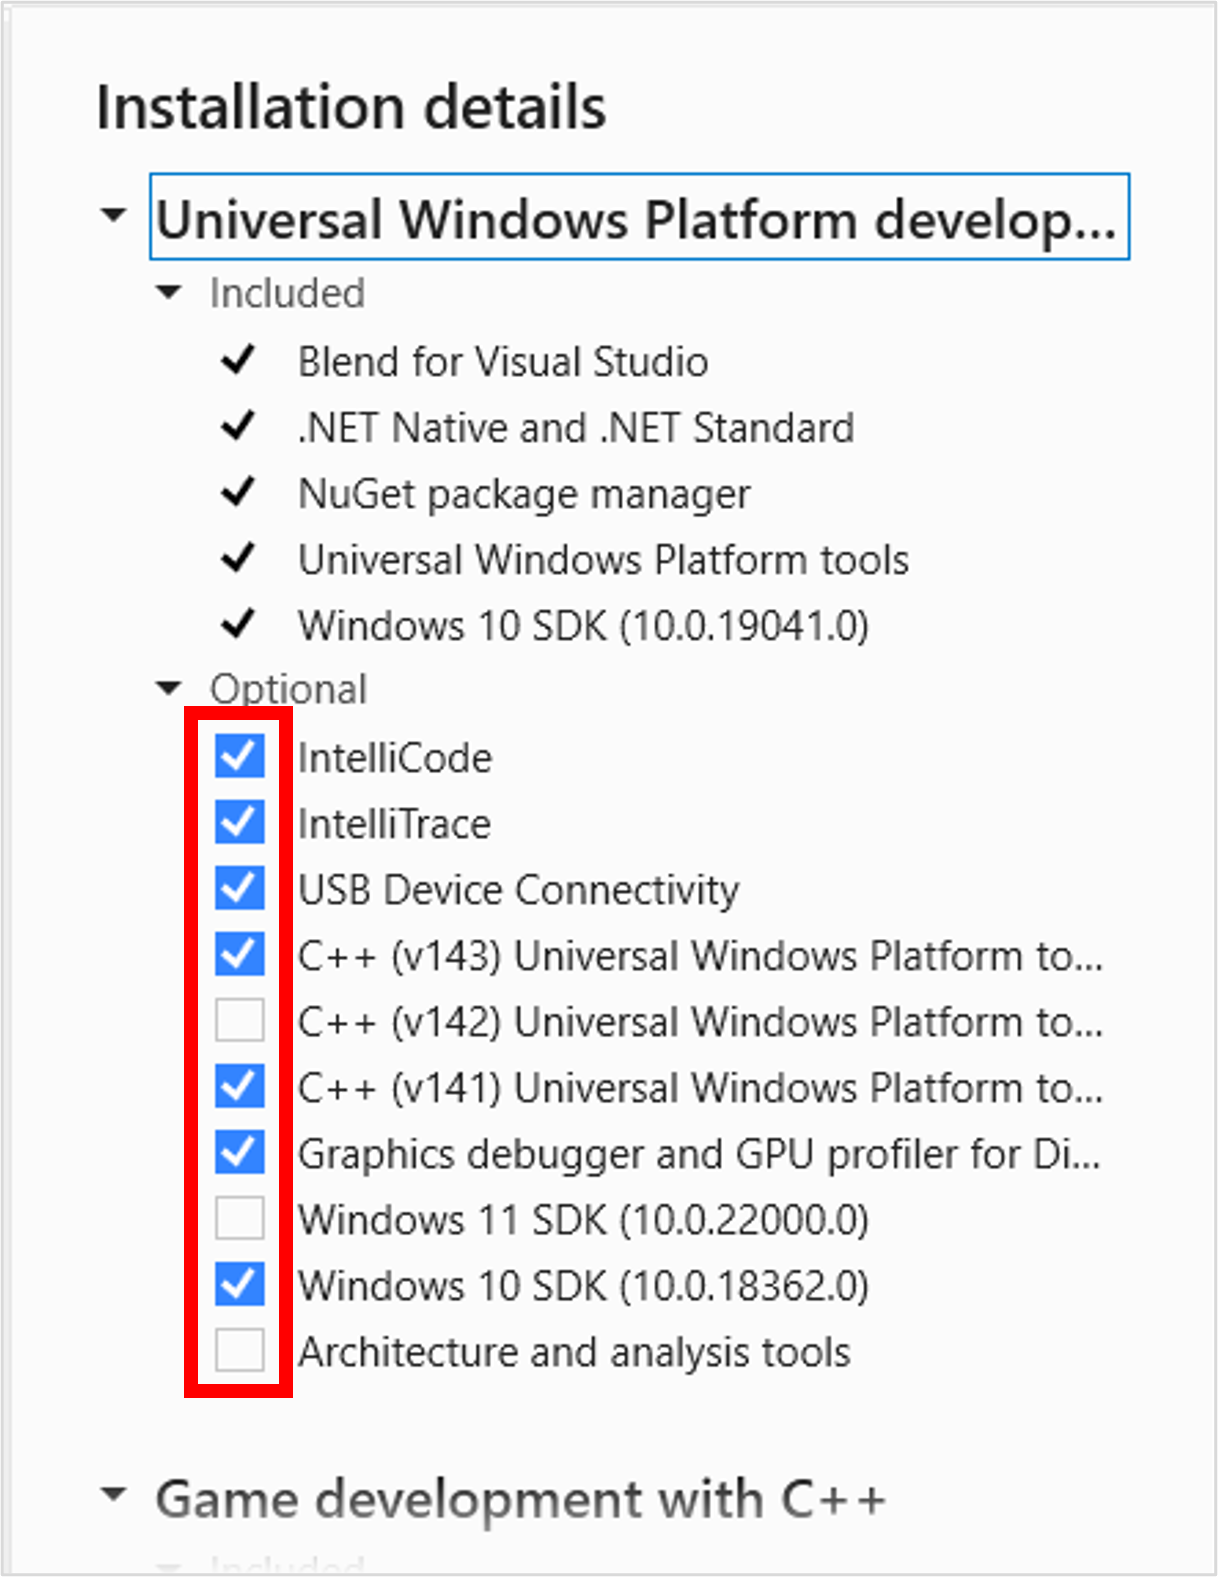 Installation details
Universal Windows Platform develop...
Included
Blend for Visual Studio
.NET Native and .NET Standard
NuGet package manager
Universal Windows Platform tools
Windows 10 SDK (10.0.19041.0)
Optional
IntelliCode
IntelliTrace
USB Device Connectivity
C++ (v143) Universal Windows Platform to...
C++ (v142) Universal Windows Platform to...
C++ (v141) Universal Windows Platform to...
Graphics debugger and GPU profiler for Di...
Windows 11 SDK (10.0.22000.0)
Windows 10 SDK (10.0.18362.0)
Architecture and analysis tools
Game development with C++
Included